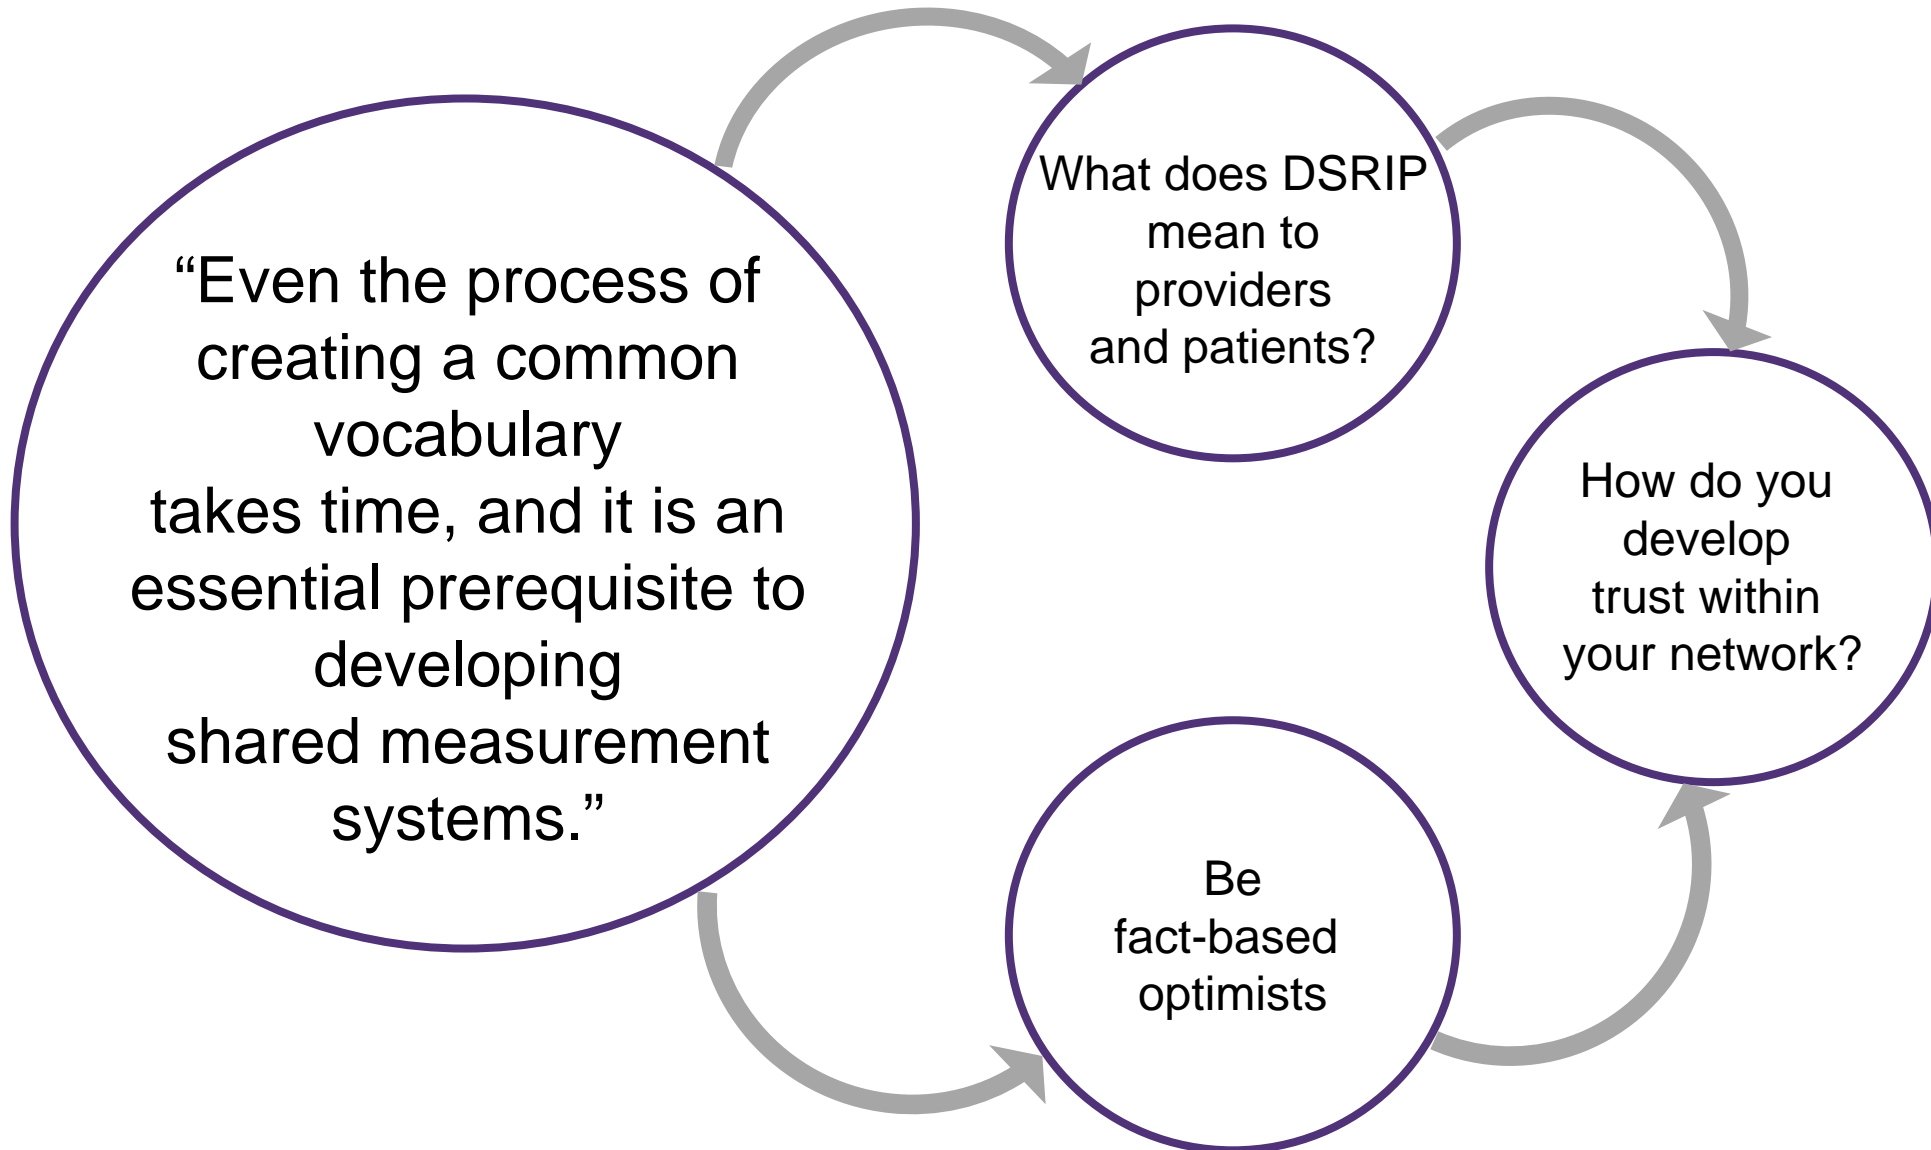 “Even the process of
creating a common
vocabulary
takes time, and it is an
essential prerequisite to
developing
shared measurement
systems.”
What does DSRIP
mean to
providers
and patients?
How do you
develop
trust within
your network?
Be
fact-based
optimists